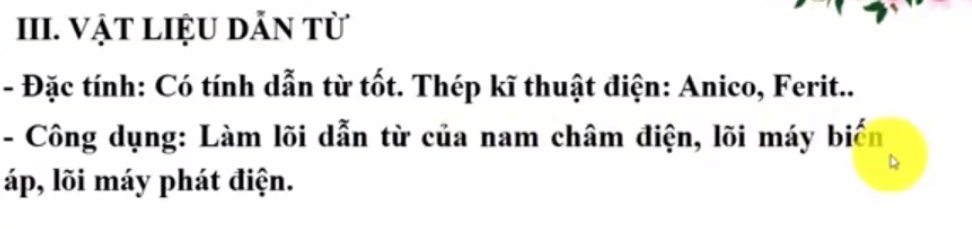 III. VẬT LIỆU DẪN TỪ
- Đặc tính: Có tính dẫn từ tốt. Thép kĩ thuật điện: Anico, Ferit..
- Công dụng: Làm lõi dẫn từ của nam châm điện, lõi máy biến
áp, lõi máy phát điện.